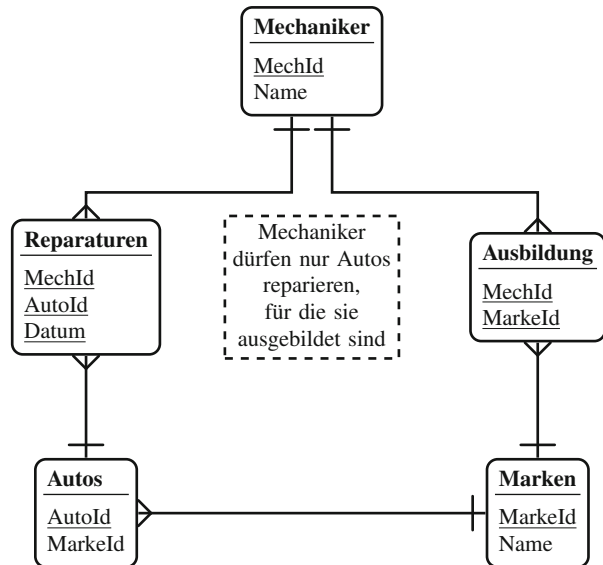 Mechaniker
MechId
Name
Reparaturen
MechId
AutoId
Datum
Mechaniker
dürfen nur Autos
reparieren,
für die sie
ausgebildet sind
Ausbildung
MechId
MarkeId
Autos
AutoId
MarkeId
Marken
MarkeId
Name